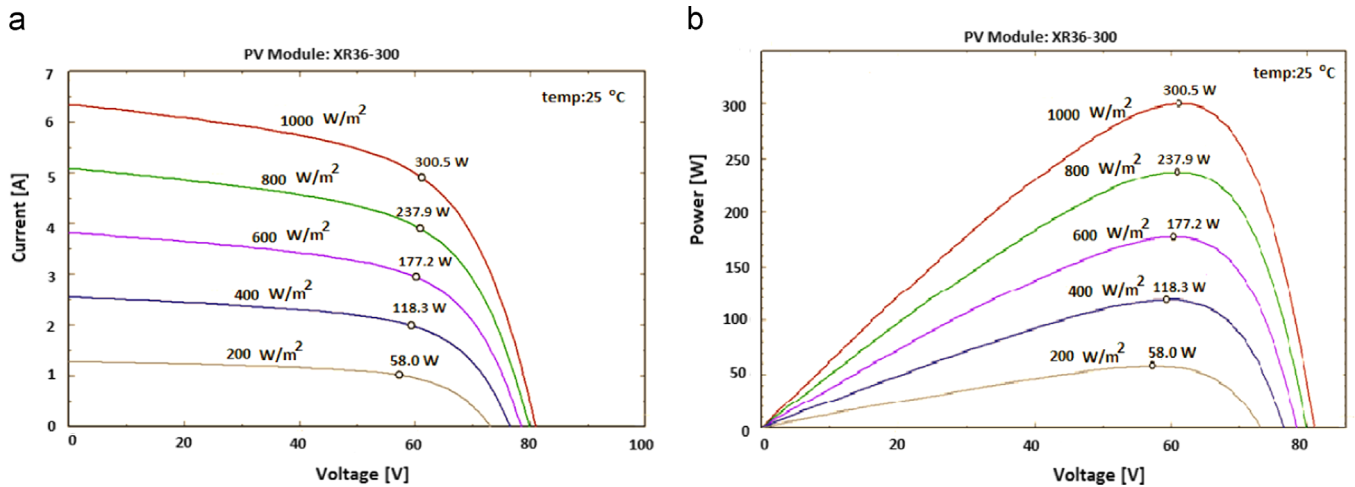 a
PV Module: XR36-300
temp:25 °C
Current [A]
7
6
5
4
3
2
1
0
1000 W/m²
300.5 W
800 W/m²
237.9 W
600 W/m²
177.2 W
400 W/m²
118.3 W
200 W/m²
58.0 W
0 20 40 60 80 100
Voltage [V]
b
PV Module: XR36-300
temp:25 °C
Power [W]
300
250
200
150
100
50
0
300.5 W
1000 W/m²
237.9 W
800 W/m²
177.2 W
600 W/m²
118.3 W
400 W/m²
58.0 W
200 W/m²
0 20 40 60 80
Voltage [V]